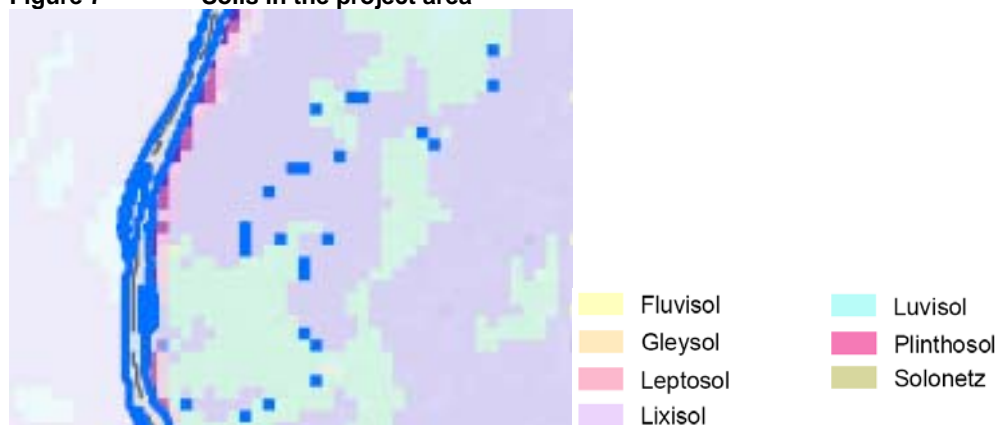 Figure 7 Soils in the project area
Fluvisol
Gleysol
Leptosol
Lixisol
Luvisol
Plinthosol
Solonetz